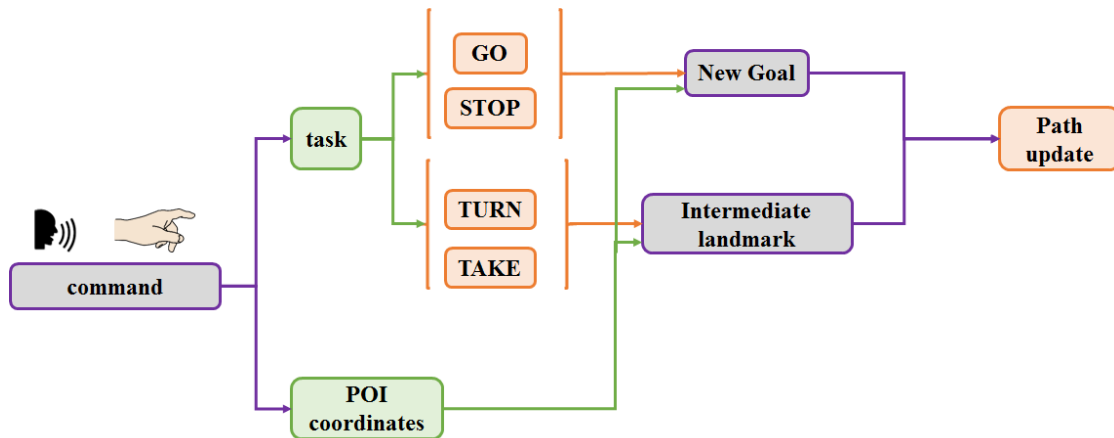 GO
STOP
New Goal
task
Path
update
TURN
TAKE
Intermediate
landmark
command
POI
coordinates